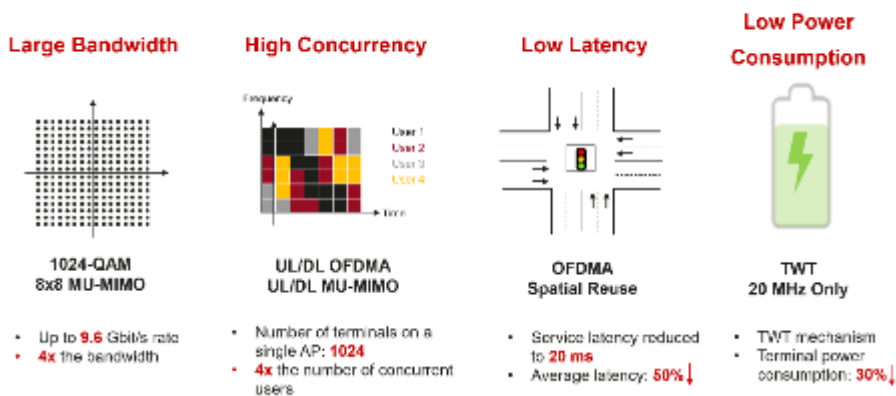 Large Bandwidth
1024-QAM
8x8 MU-MIMO
• Up to 9.6 Gbit/s rate
• 4x the bandwidth
High Concurrency
Frequency
User 1
User 2
User 3
User 4
Time
UL/DL OFDMA
UL/DL MU-MIMO
• Number of terminals on a
single AP: 1024
• 4x the number of concurrent
users
Low Latency
OFDMA
Spatial Reuse
• Service latency reduced
to 20 ms
• Average latency: 50%↓
Low Power
Consumption
TWT
20 MHz Only
• TWT mechanism
• Terminal power
consumption: 30%↓